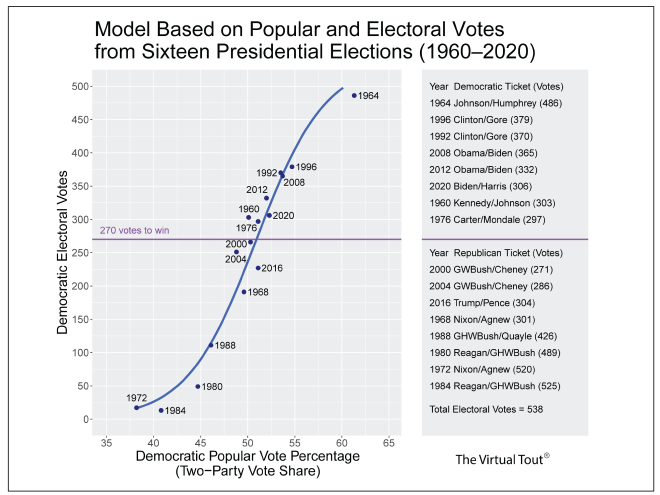 Model Based on Popular and Electoral Votes
from Sixteen Presidential Elections (1960–2020)
Democratic Electoral Votes
500
450
400
350
300
250
200
150
100
50
0
1964
1996
1992
2008
2012
1960
2020
1976
270 votes to win
2000
2004
2016
1968
1988
1980
1972
1984
35
40
45
50
55
60
65
Democratic Popular Vote Percentage
(Two−Party Vote Share)
Year Democratic Ticket (Votes)
1964 Johnson/Humphrey (486)
1996 Clinton/Gore (379)
1992 Clinton/Gore (370)
2008 Obama/Biden (365)
2012 Obama/Biden (332)
2020 Biden/Harris (306)
1960 Kennedy/Johnson (303)
1976 Carter/Mondale (297)
Year Republican Ticket (Votes)
2000 GWBush/Cheney (271)
2004 GWBush/Cheney (286)
2016 Trump/Pence (304)
1968 Nixon/Agnew (301)
1988 GHWBush/Quayle (426)
1980 Reagan/GHWBush (489)
1972 Nixon/Agnew (520)
1984 Reagan/GHWBush (525)
Total Electoral Votes = 538
The Virtual Tout®